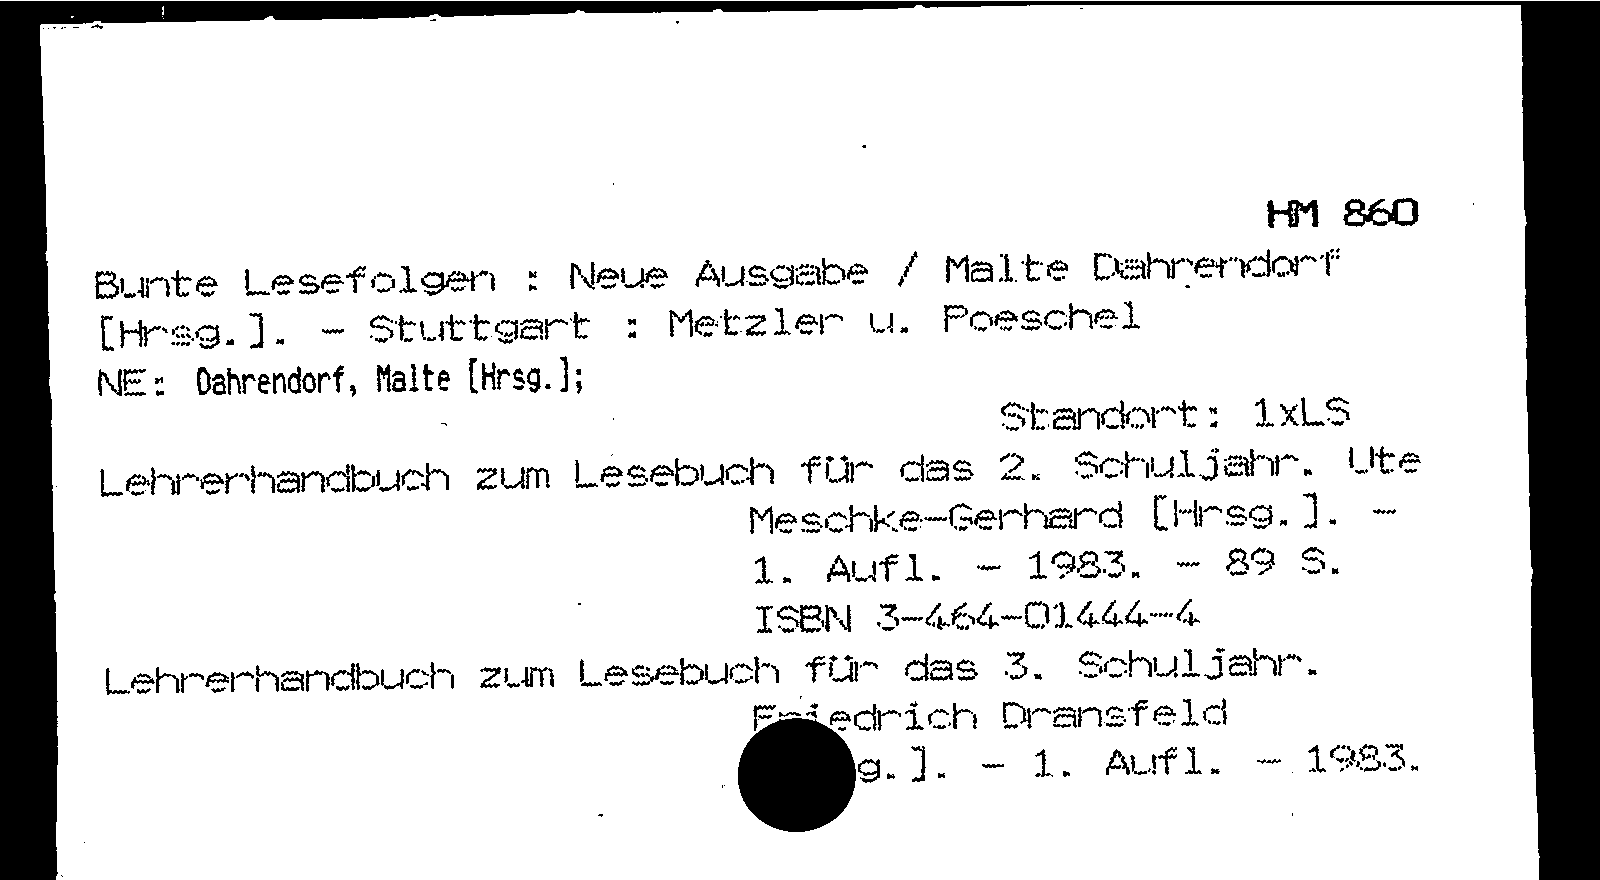 HM 860
Bunte Lesefolgen : Neue Ausgabe / Malte Dahrendorf
[Hrsg.]. - Stuttgart : Metzler u. Poeschel
NE: Dahrendorf, Malte [Hrsg.];
Standort: 1xLS
Lehrerhandbuch zum Lesebuch für das 2. Schuljahr. Ute
Meschke-Gerhard [Hrsg.]. -
1. Aufl. - 1983. - 89 S.
ISBN 3-464-01444-4
Lehrerhandbuch zum Lesebuch für das 3. Schuljahr.
Friedrich Dransfeld
g.]. - 1. Aufl. - 1983.